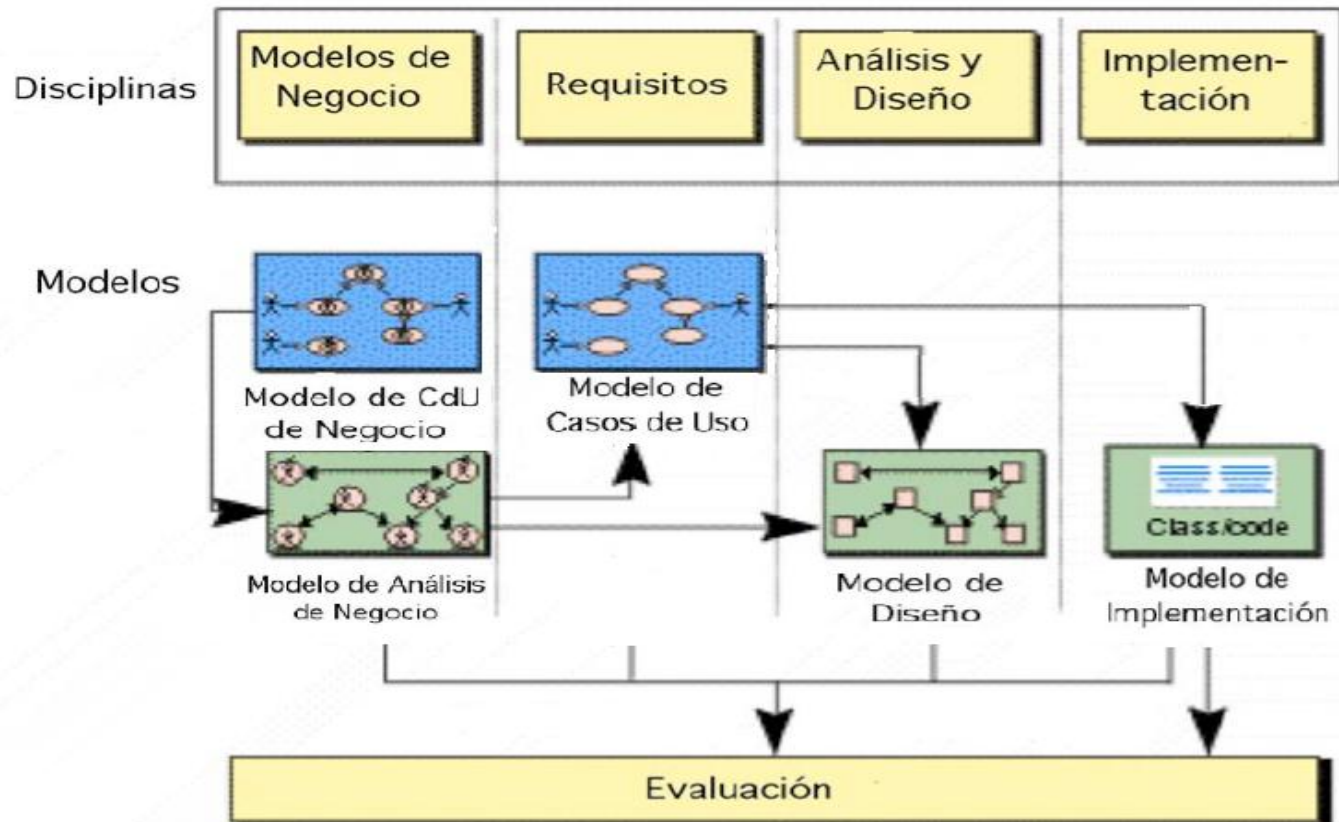 Disciplinas
Modelos de
Negocio
Requisitos
Análisis y
Diseño
Implemen-
tación
Modelos
Modelo de CdU
de Negocio
Modelo de
Casos de Uso
Modelo de Análisis
de Negocio
Modelo de
Diseño
Class/code
Modelo de
Implementación
Evaluación